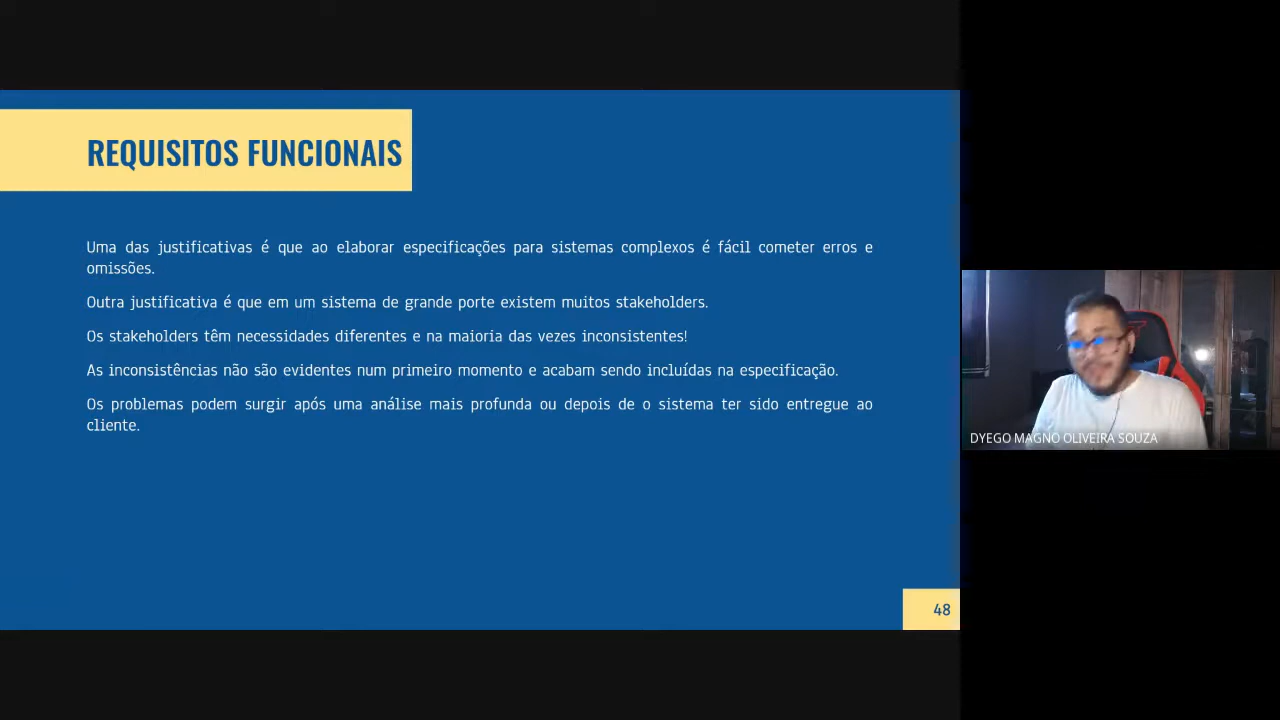 REQUISITOS FUNCIONAIS
Uma das justificativas é que ao elaborar especificações para sistemas complexos é fácil cometer erros e
omissões.
Outra justificativa é que em um sistema de grande porte existem muitos stakeholders.
Os stakeholders têm necessidades diferentes e na maioria das vezes inconsistentes!
As inconsistências não são evidentes num primeiro momento e acabam sendo incluídas na especificação.
Os problemas podem surgir após uma análise mais profunda ou depois de o sistema ter sido entregue ao
cliente.
48
DYEGO MAGNO OLIVEIRA SOUZA